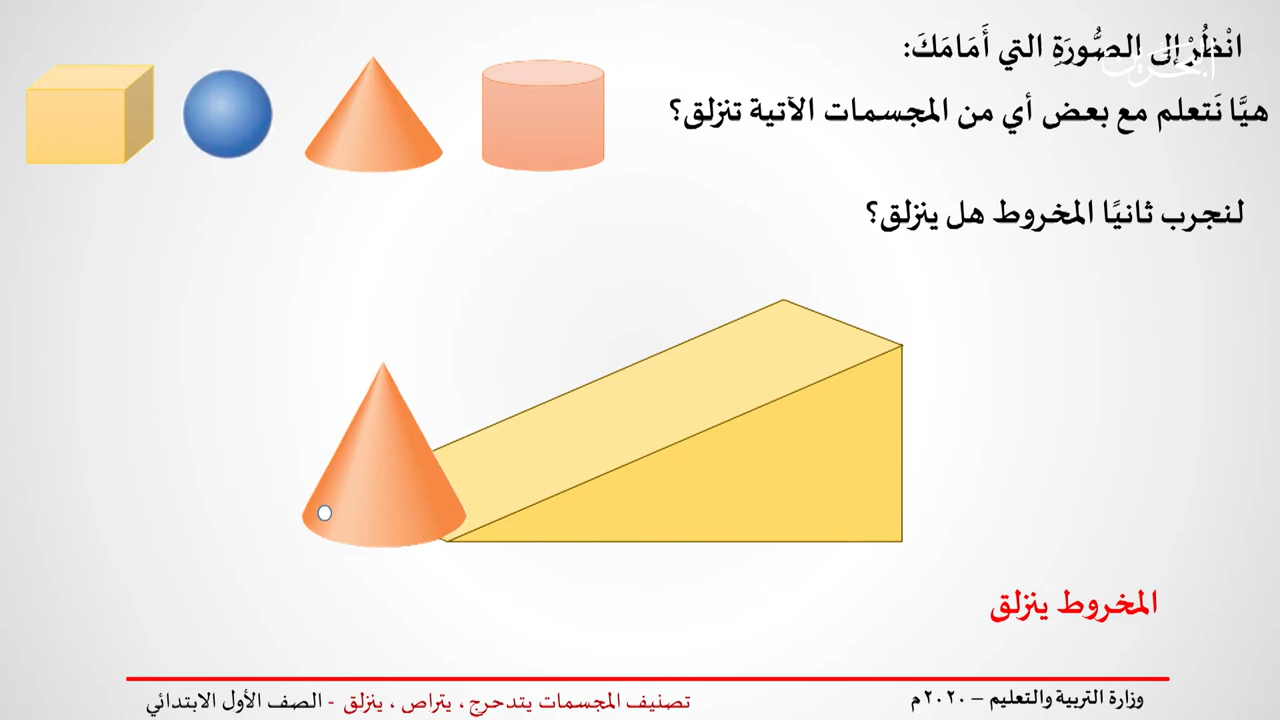 انْظُرْ إلى الصُّورَةِ التي أَمَامَكَ:
هيَّا نَتعلم مع بعض أي من المجسمات الآتية تنزلق؟
لنجرب ثانيًا المخروط هل ينزلق؟
المخروط ينزلق
وزارة التربية والتعليم – ٢٠٢٠م
تصنيف المجسمات يتدحرج، يتراص، ينزلق - الصف الأول الابتدائي